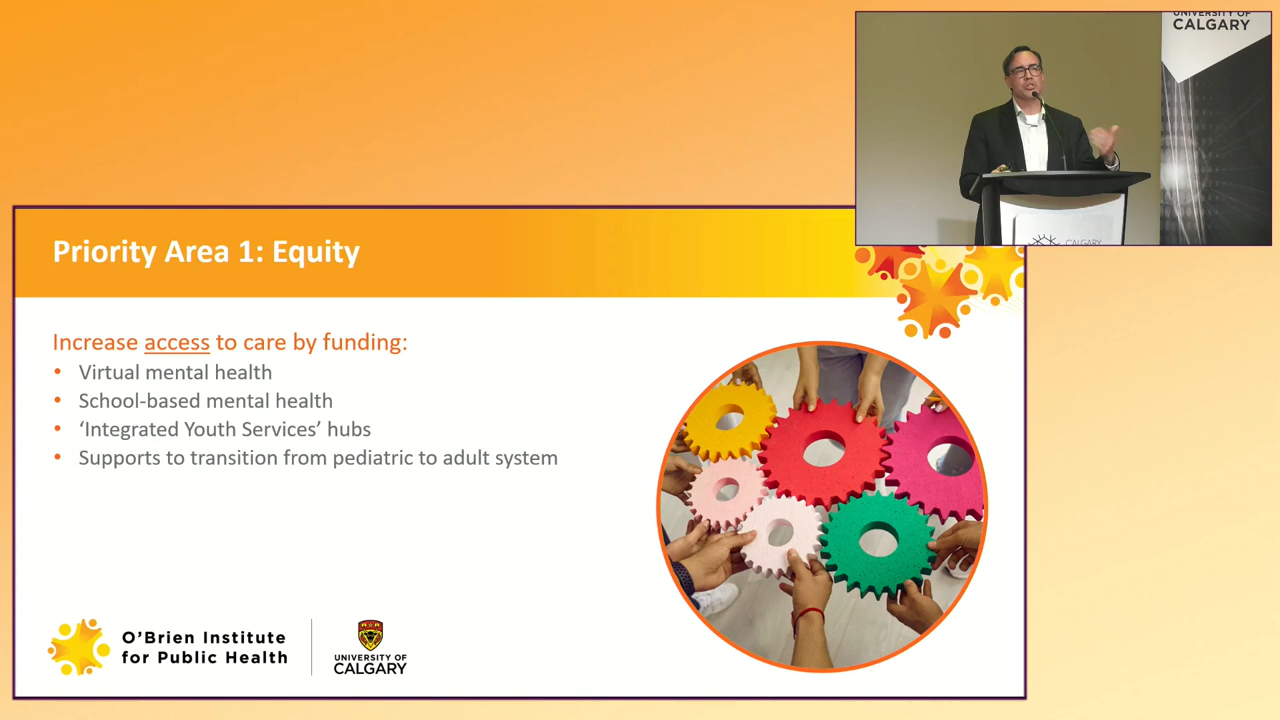 UNIVERSITY OF
CALGARY
CALGARY
Priority Area 1: Equity
Increase access to care by funding:
• Virtual mental health
• School-based mental health
• ‘Integrated Youth Services’ hubs
• Supports to transition from pediatric to adult system
O’Brien Institute
for Public Health
UNIVERSITY OF
CALGARY